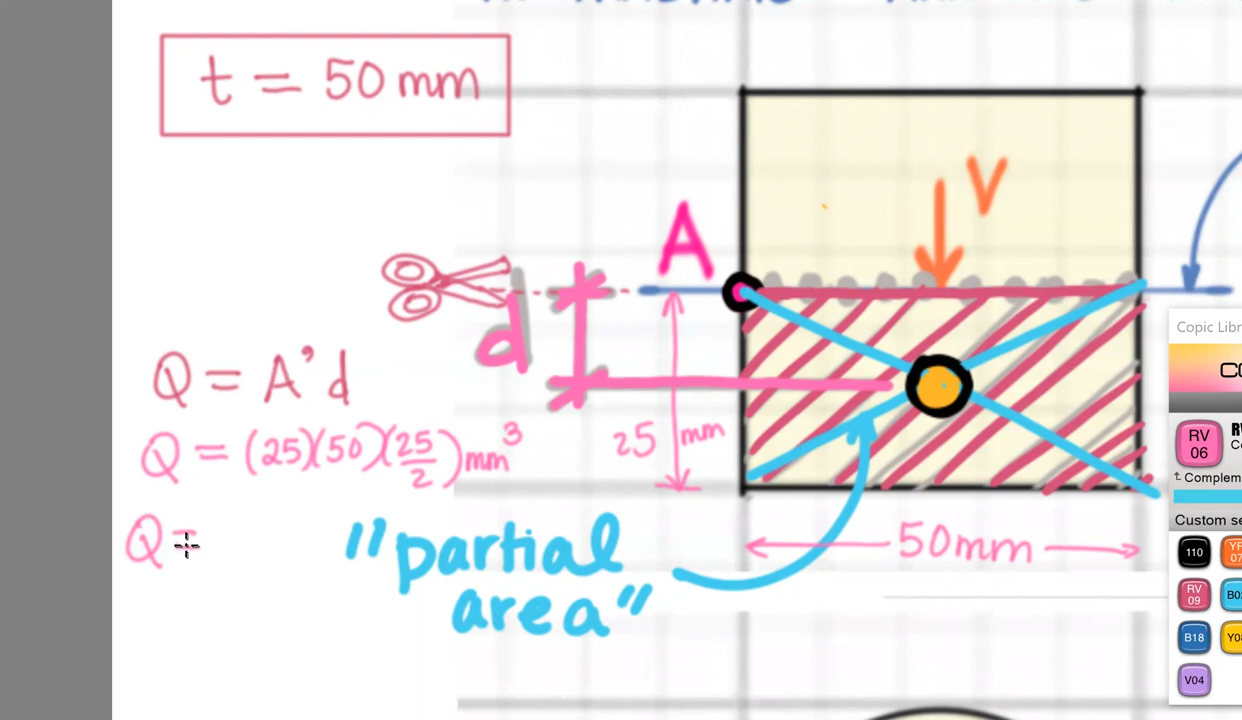 t = 50 mm
V
A
d
Q = A'd
Q = (25)(50)(25/2) mm³
25 mm
Q =
"partial
area"
50mm
Copic Libr
CO
RV
06
Complem
Custom se
110
RV
09
B18
V04